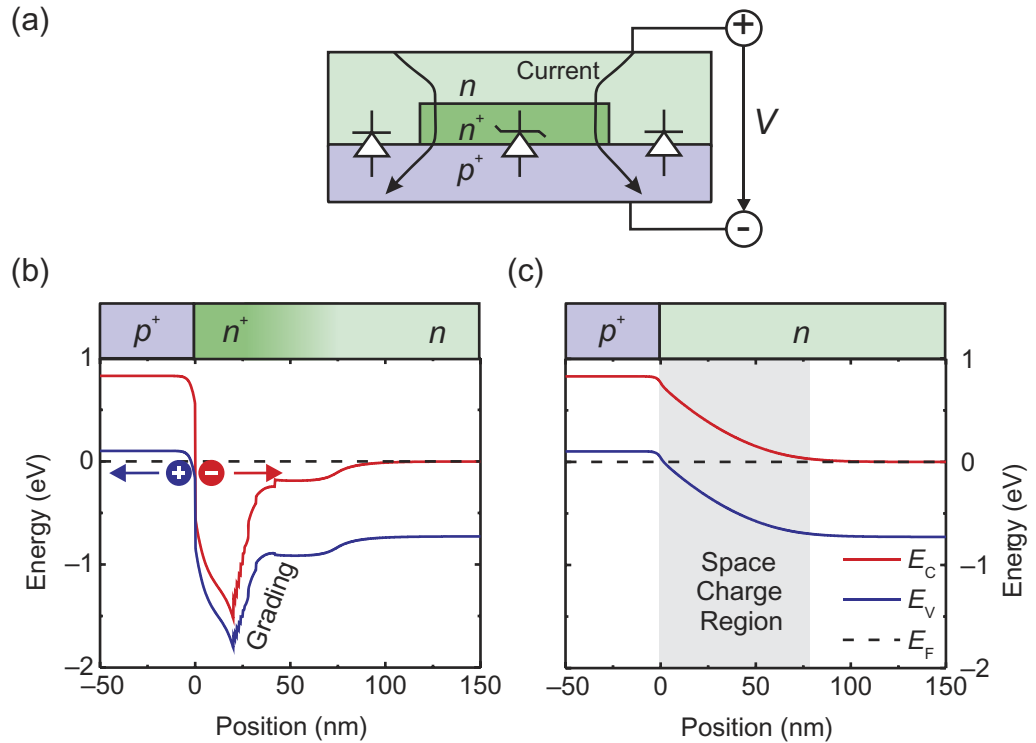 (a)
Current
n
n+
p+
+
V
-
(b)
p+
n+
n
1
0
–1
–2
Energy (eV)
+
–
Grading
–50
0
50
100
150
Position (nm)
(c)
p+
n
1
0
–1
–2
Energy (eV)
Space
Charge
Region
EC
EV
EF
–50
0
50
100
150
Position (nm)